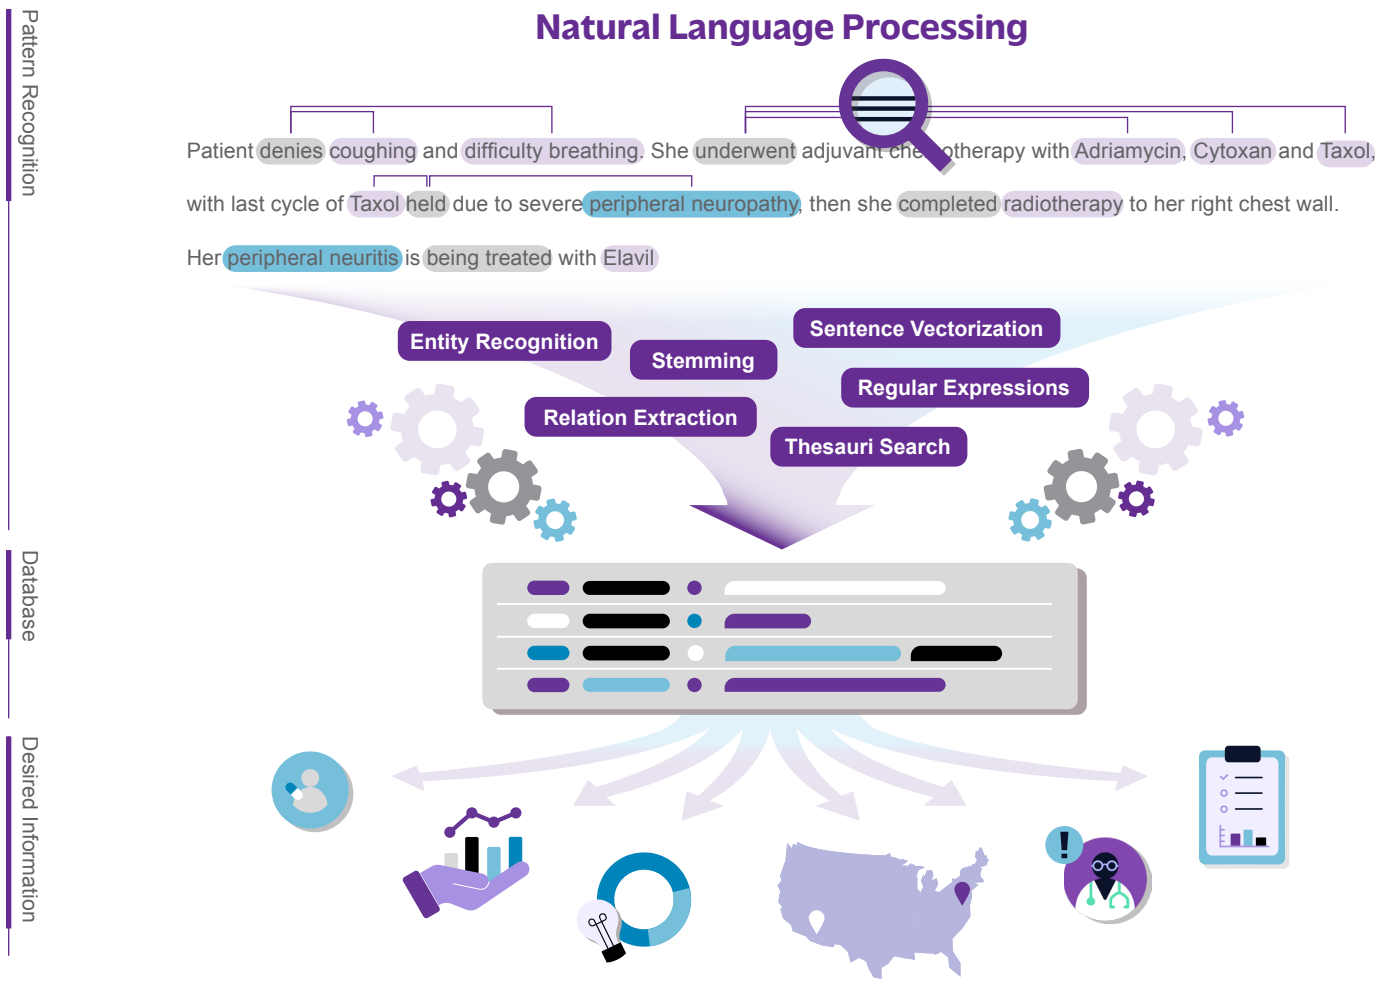 Natural Language Processing
Pattern Recognition
Patient denies coughing and difficulty breathing. She underwent adjuvant chemotherapy with Adriamycin, Cytoxan and Taxol,
with last cycle of Taxol held due to severe peripheral neuropathy, then she completed radiotherapy to her right chest wall.
Her peripheral neuritis is being treated with Elavil
Entity Recognition
Stemming
Sentence Vectorization
Regular Expressions
Relation Extraction
Thesauri Search
Database
Desired Information
!